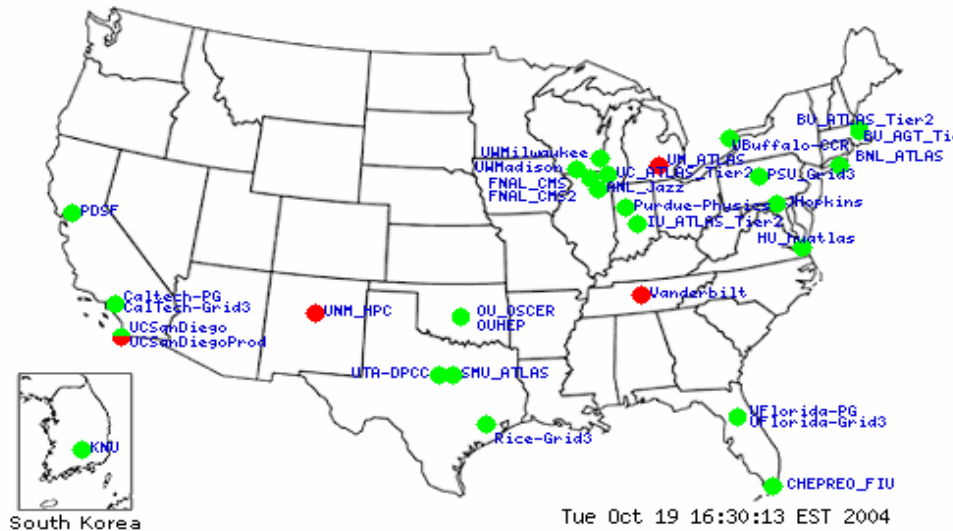 BU_ATLAS_Tier2
BU_AGT_Tie
UBuffalo-CCR
BNL_ATLAS
UWMilwaukee
UM_ATLAS
UWMadison
UC_ATLAS_Tier2
PSU_Grid3
FNAL_CMS
ANL_Jazz
FNAL_CMS2
Purdue-Physics
JHopkins
PDSF
IU_ATLAS_Tier2
HU_huatlas
Caltech-PG
CalTech-Grid3
Vanderbilt
UNM_HPC
OU_OSCER
OUHEP
UCSanDiego
UCSanDiegoProd
UTA-DPCC
SMU_ATLAS
UFlorida-PG
UFlorida-Grid3
Rice-Grid3
KNU
CHEPREO_FIU
South Korea
Tue Oct 19 16:30:13 EST 2004